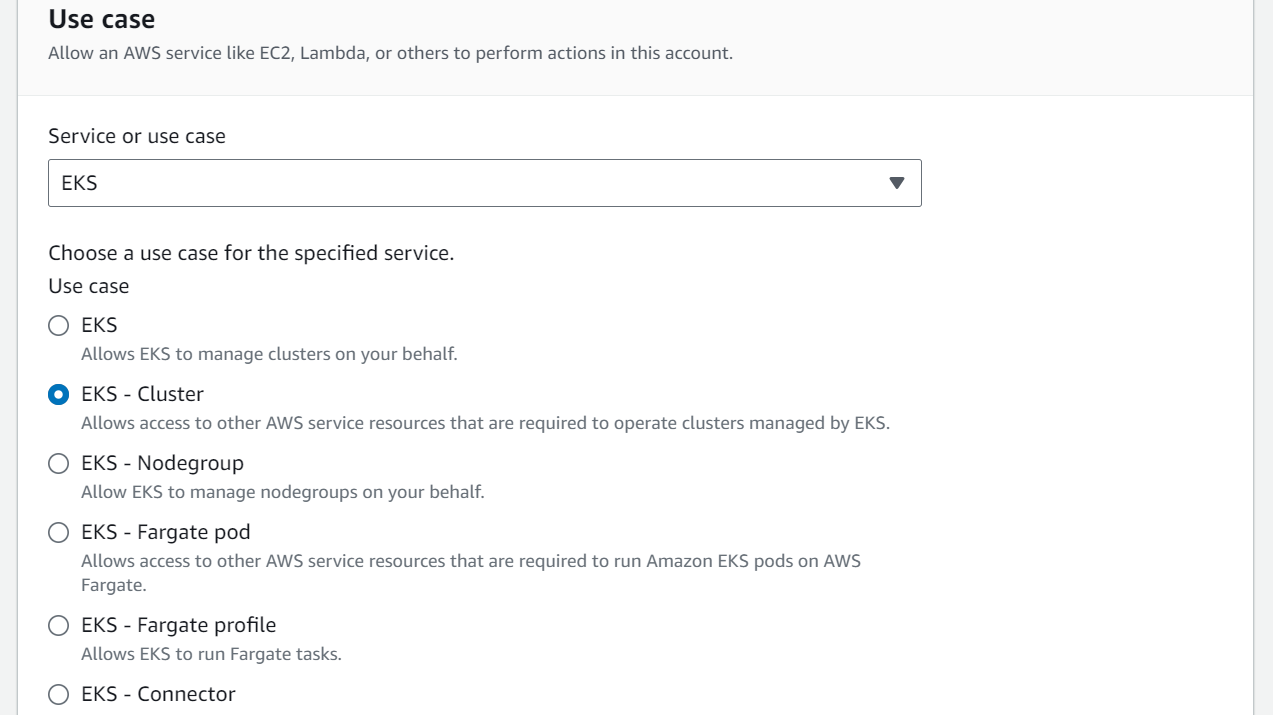 Use case
Allow an AWS service like EC2, Lambda, or others to perform actions in this account.
Service or use case
EKS
Choose a use case for the specified service.
Use case
EKS
Allows EKS to manage clusters on your behalf.
EKS - Cluster
Allows access to other AWS service resources that are required to operate clusters managed by EKS.
EKS - Nodegroup
Allow EKS to manage nodegroups on your behalf.
EKS - Fargate pod
Allows access to other AWS service resources that are required to run Amazon EKS pods on AWS
Fargate.
EKS - Fargate profile
Allows EKS to run Fargate tasks.
EKS - Connector